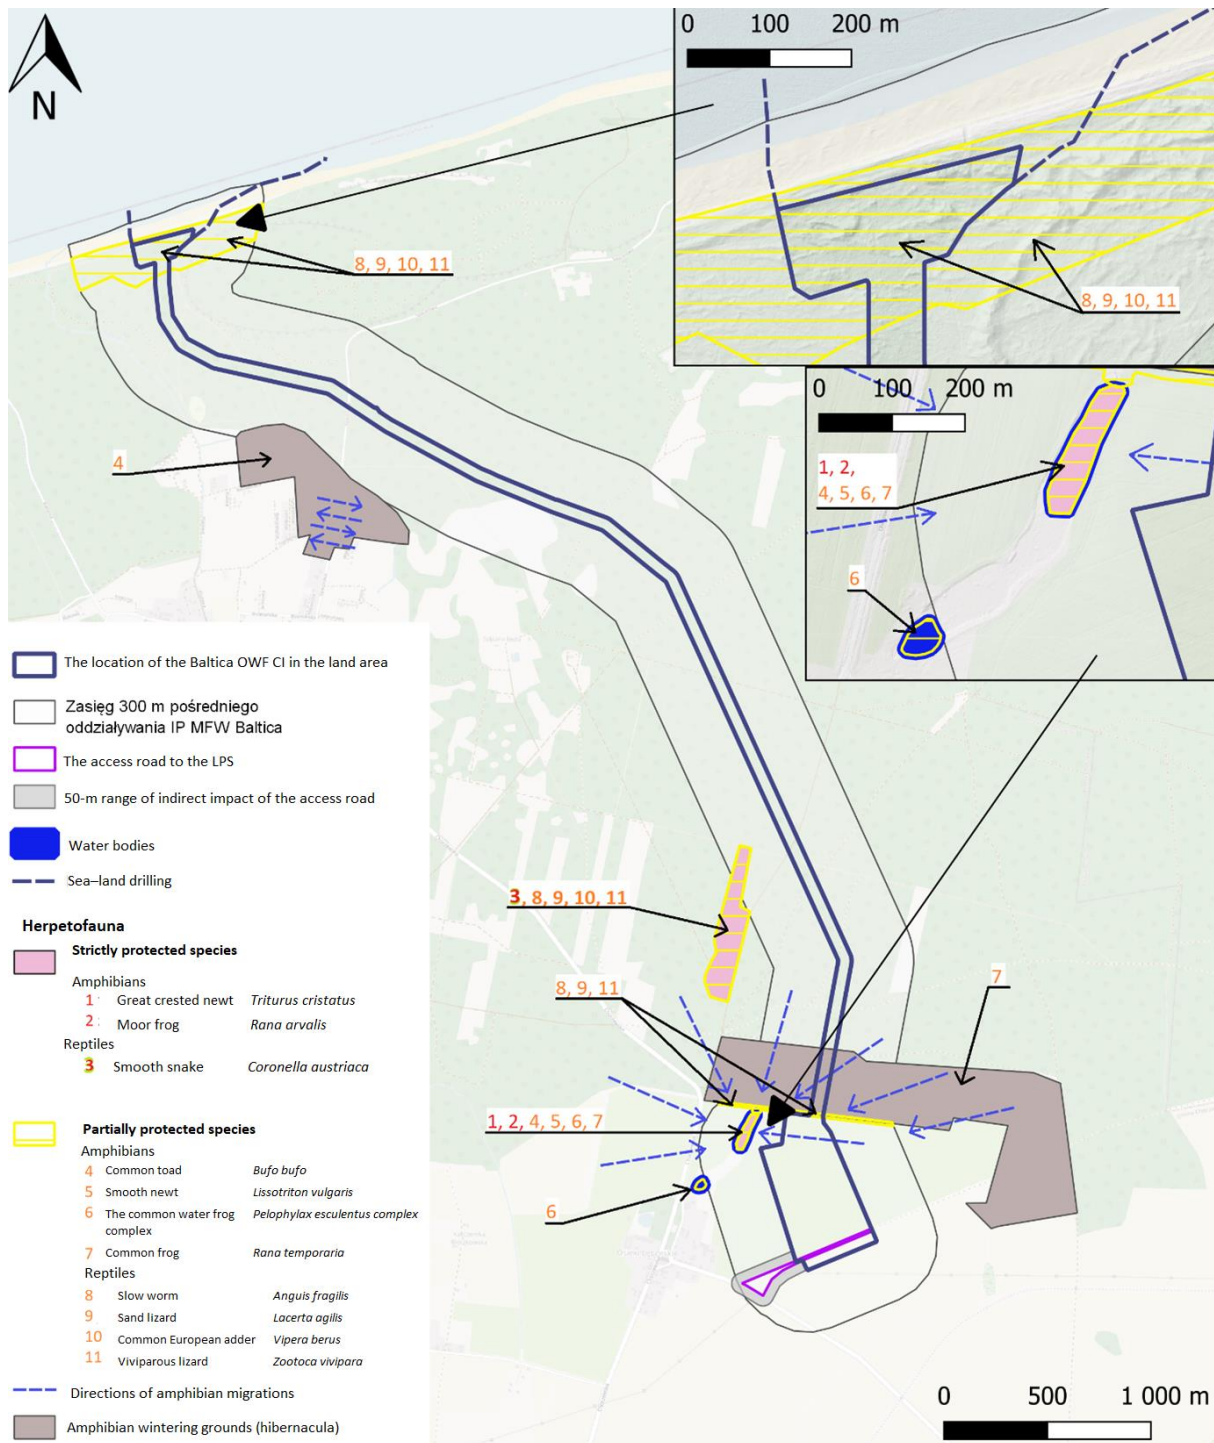 0 100 200 m
N
8, 9, 10, 11
8, 9, 10, 11
0 100 200 m
1, 2,
4, 5, 6, 7
6
4
3, 8, 9, 10, 11
8, 9, 11
7
1, 2, 4, 5, 6, 7
6
The location of the Baltica OWF CI in the land area
Zasięg 300 m pośredniego
oddziaływania IP MFW Baltica
The access road to the LPS
50-m range of indirect impact of the access road
Water bodies
Sea–land drilling
Herpetofauna
Strictly protected species
Amphibians
1 Great crested newt Triturus cristatus
2 Moor frog Rana arvalis
Reptiles
3 Smooth snake Coronella austriaca
Partially protected species
Amphibians
4 Common toad Bufo bufo
5 Smooth newt Lissotriton vulgaris
6 The common water frog Pelophylax esculentus complex
complex
7 Common frog Rana temporaria
Reptiles
8 Slow worm Anguis fragilis
9 Sand lizard Lacerta agilis
10 Common European adder Vipera berus
11 Viviparous lizard Zootoca vivipara
Directions of amphibian migrations
Amphibian wintering grounds (hibernacula)
0 500 1 000 m